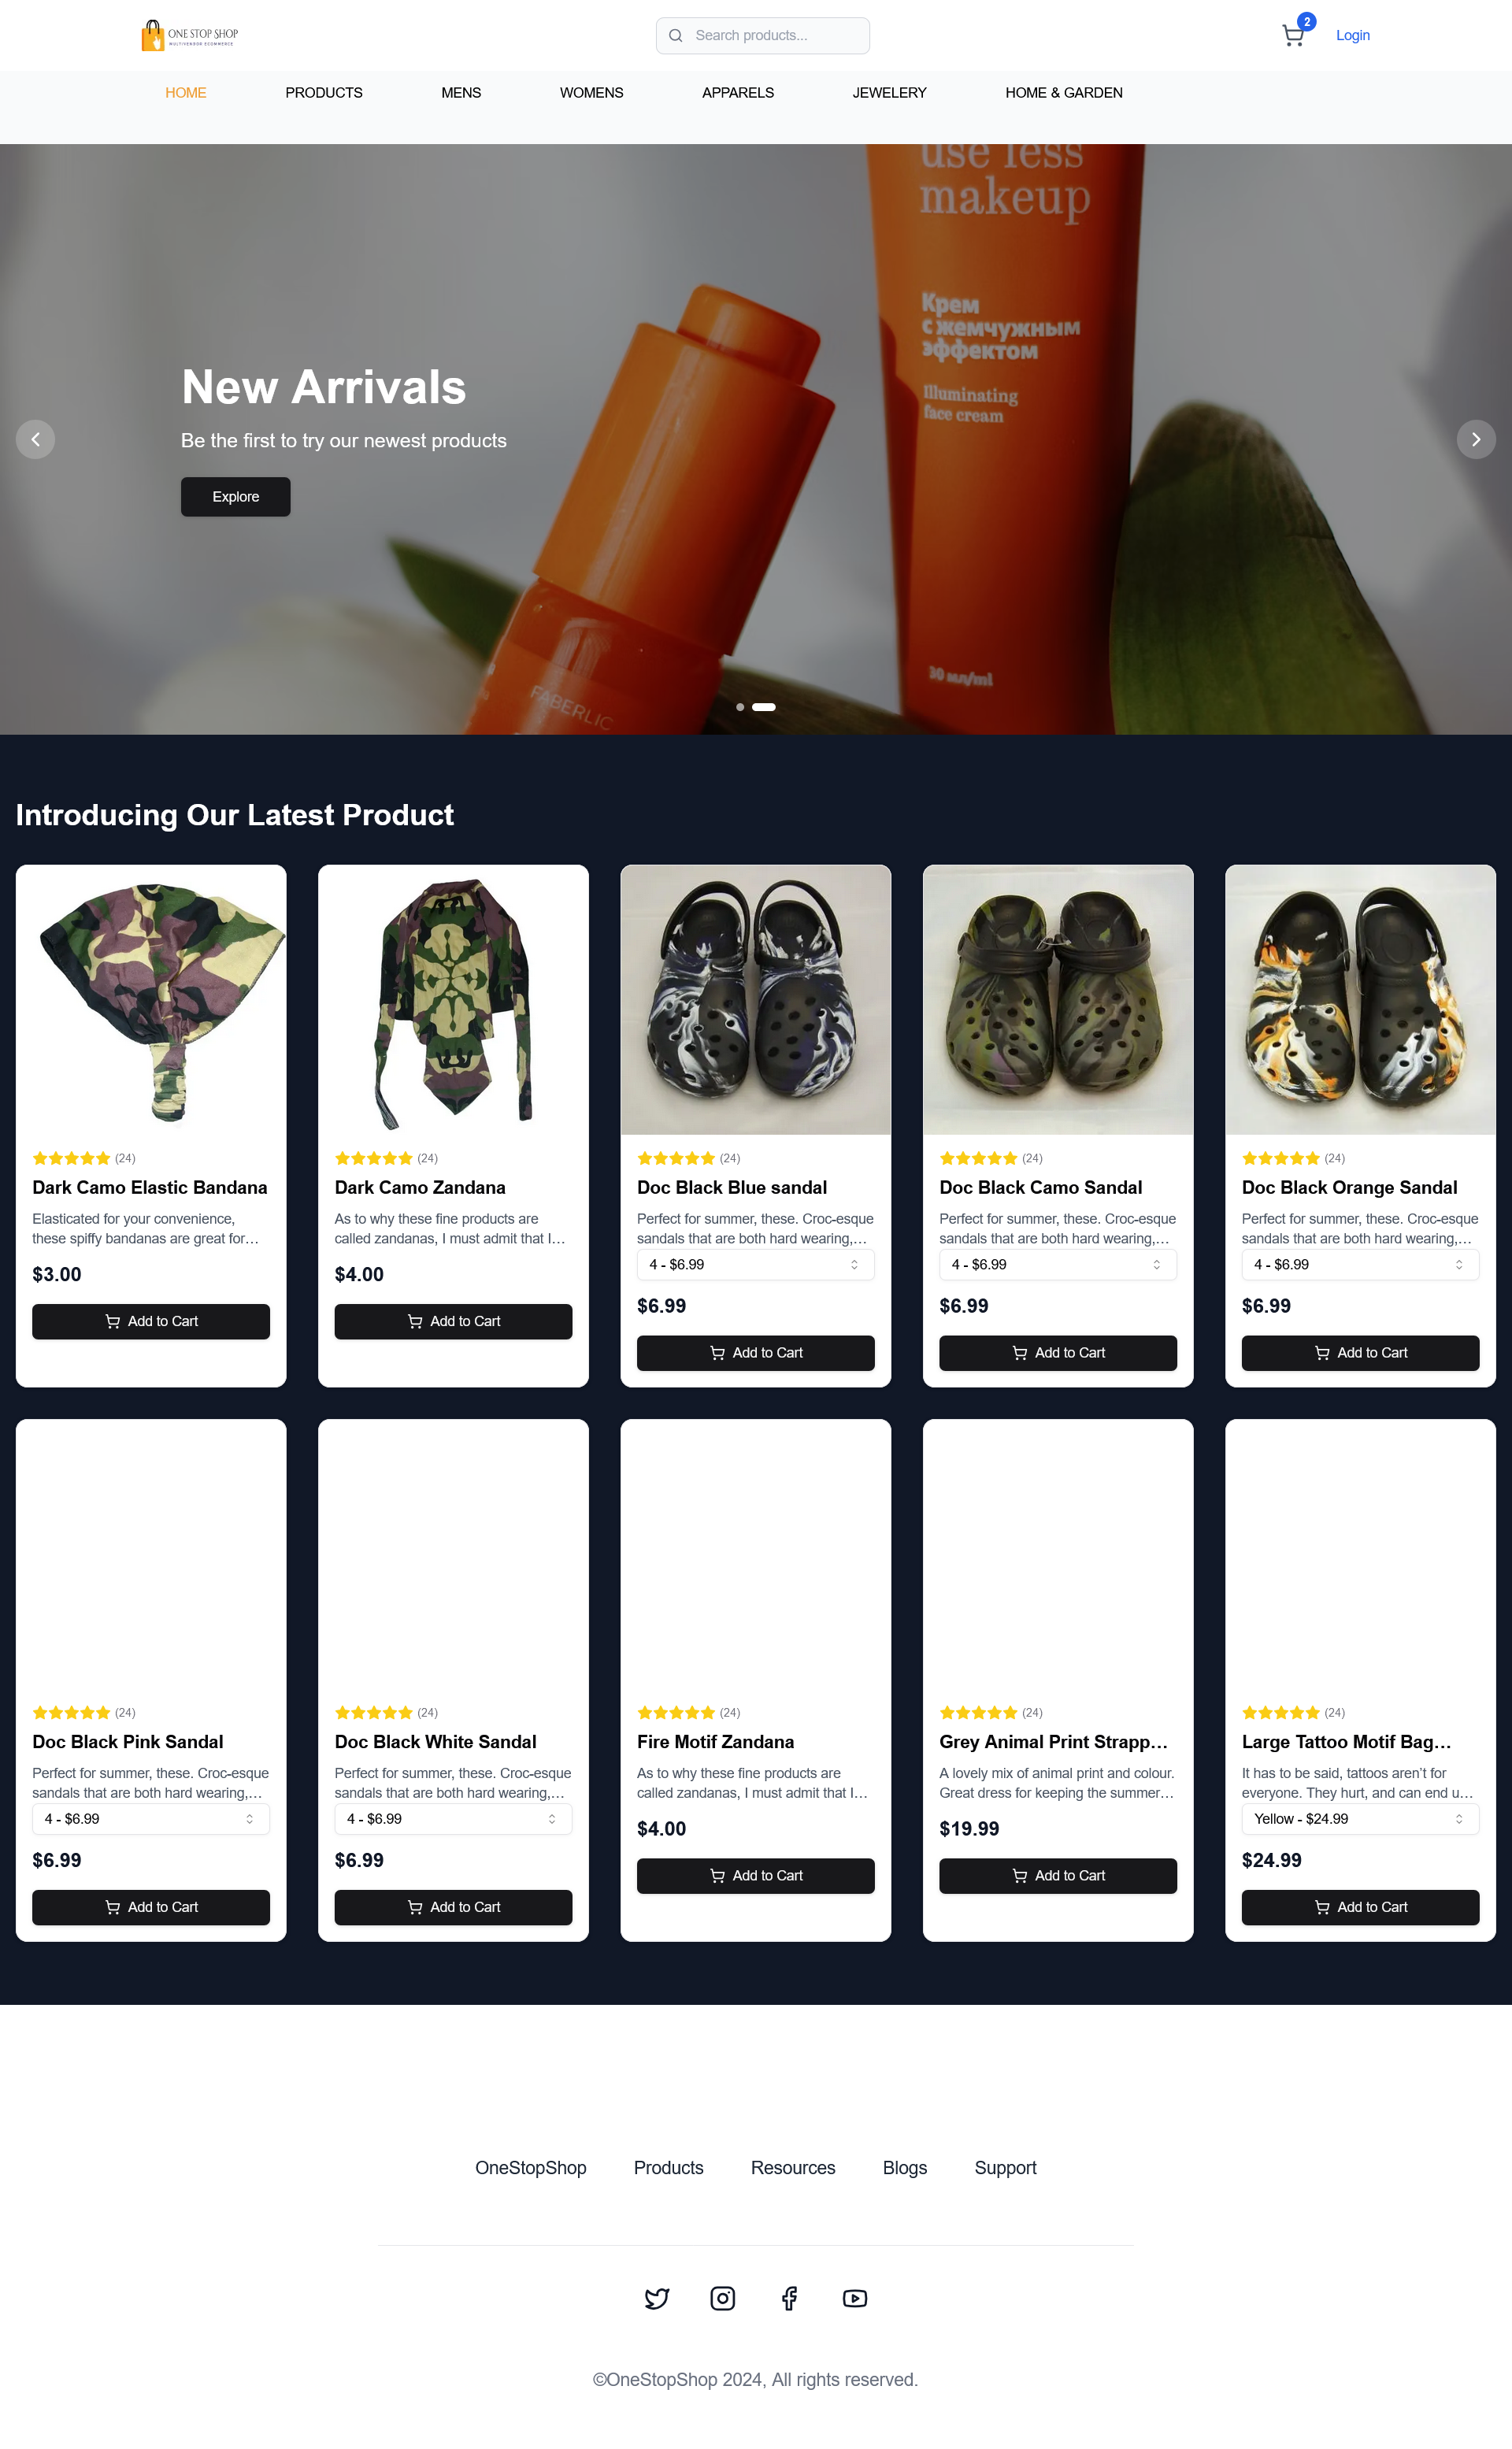 ONE STOP SHOP
MULTIVENDOR ECOMMERCE
Search products...
2
Login
HOME
PRODUCTS
MENS
WOMENS
APPARELS
JEWELERY
HOME & GARDEN
use less
makeup
Крем
с жемчужным
эффектом
Illuminating
face cream
30 мл/ml
FABERLIC
New Arrivals
Be the first to try our newest products
Explore
Introducing Our Latest Product
(24)
Dark Camo Elastic Bandana
Elasticated for your convenience,
these spiffy bandanas are great for…
$3.00
Add to Cart
(24)
Dark Camo Zandana
As to why these fine products are
called zandanas, I must admit that I…
$4.00
Add to Cart
(24)
Doc Black Blue sandal
Perfect for summer, these. Croc-esque
sandals that are both hard wearing,…
4 - $6.99
$6.99
Add to Cart
(24)
Doc Black Camo Sandal
Perfect for summer, these. Croc-esque
sandals that are both hard wearing,…
4 - $6.99
$6.99
Add to Cart
(24)
Doc Black Orange Sandal
Perfect for summer, these. Croc-esque
sandals that are both hard wearing,…
4 - $6.99
$6.99
Add to Cart
(24)
Doc Black Pink Sandal
Perfect for summer, these. Croc-esque
sandals that are both hard wearing,…
4 - $6.99
$6.99
Add to Cart
(24)
Doc Black White Sandal
Perfect for summer, these. Croc-esque
sandals that are both hard wearing,…
4 - $6.99
$6.99
Add to Cart
(24)
Fire Motif Zandana
As to why these fine products are
called zandanas, I must admit that I…
$4.00
Add to Cart
(24)
Grey Animal Print Strapp…
A lovely mix of animal print and colour.
Great dress for keeping the summer…
$19.99
Add to Cart
(24)
Large Tattoo Motif Bag…
It has to be said, tattoos aren’t for
everyone. They hurt, and can end u…
Yellow - $24.99
$24.99
Add to Cart
OneStopShop
Products
Resources
Blogs
Support
©OneStopShop 2024, All rights reserved.